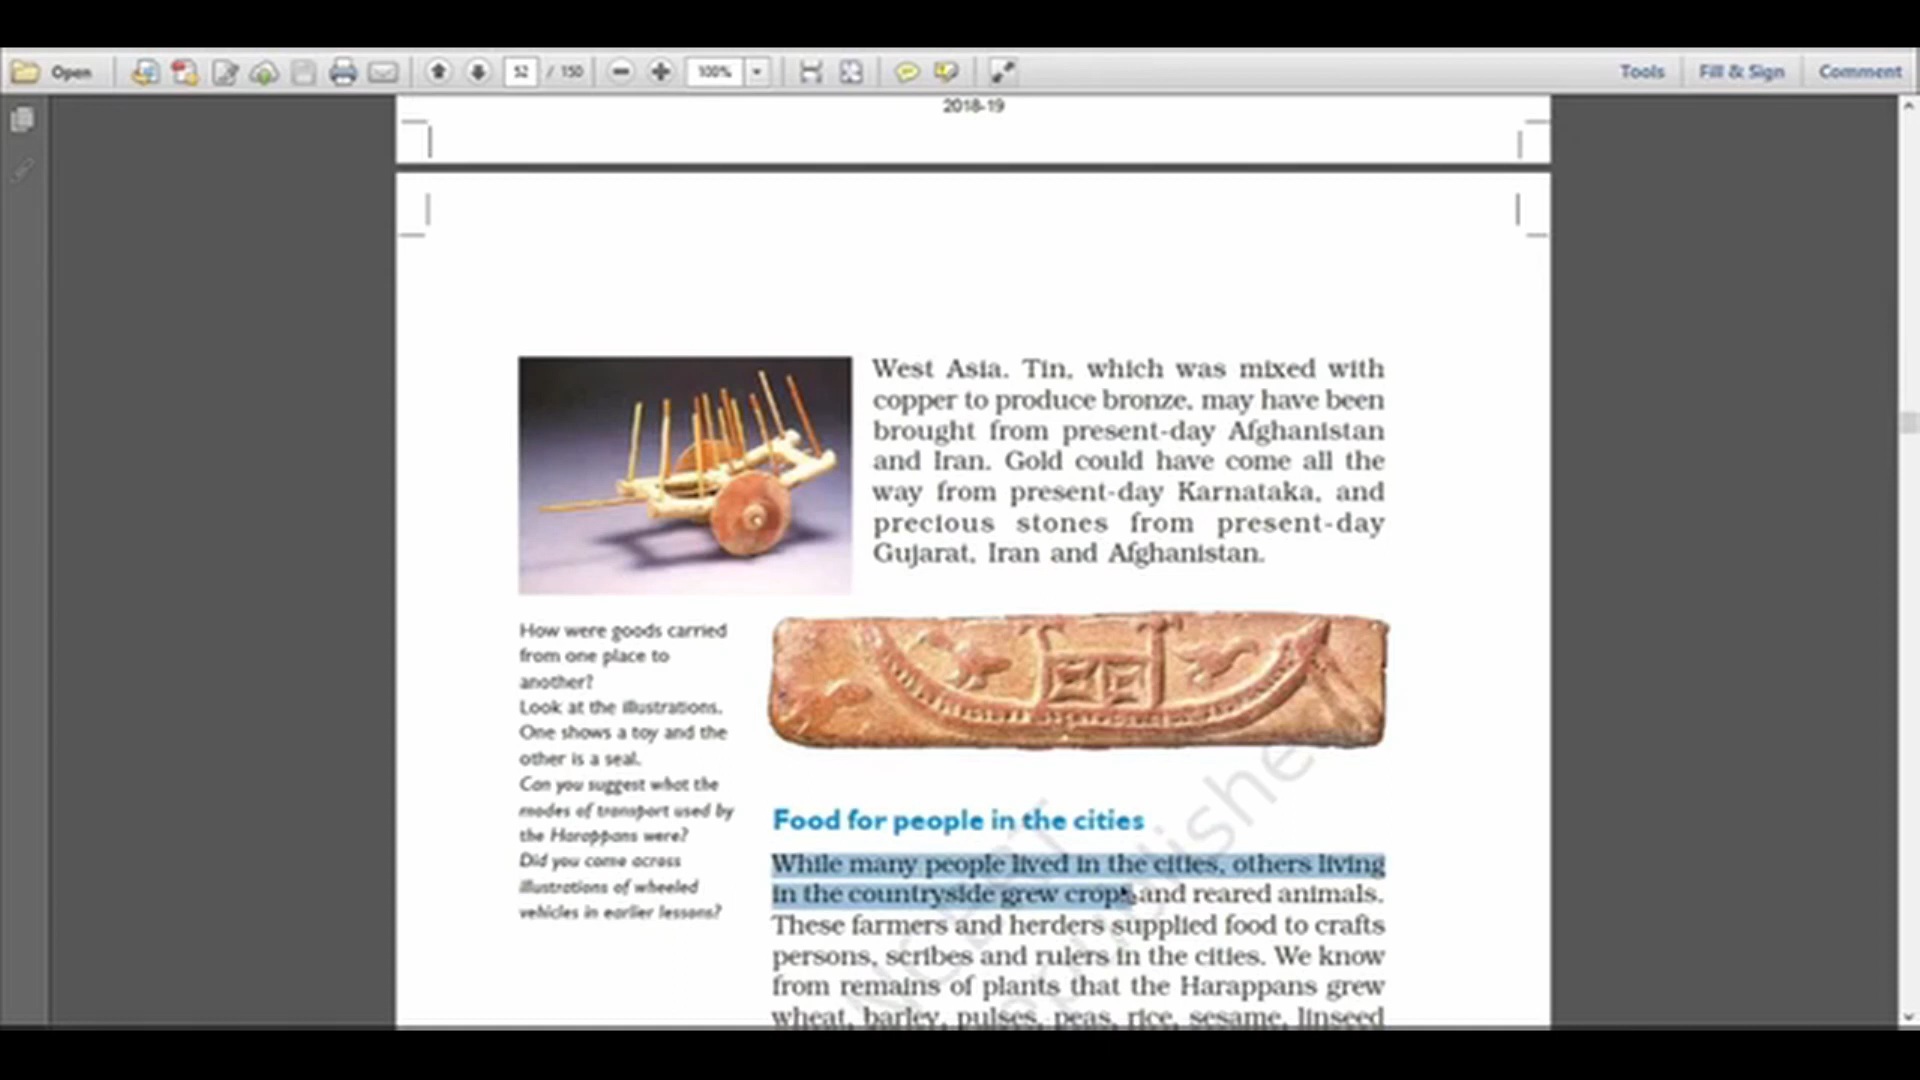 Open
52 / 150
100%
Tools
Fill & Sign
Comment
2018-19
West Asia. Tin, which was mixed with
copper to produce bronze, may have been
brought from present-day Afghanistan
and Iran. Gold could have come all the
way from present-day Karnataka, and
precious stones from present-day
Gujarat, Iran and Afghanistan.
How were goods carried
from one place to
another?
Look at the illustrations.
One shows a toy and the
other is a seal.
Can you suggest what the
modes of transport used by
the Harappans were?
Did you come across
illustrations of wheeled
vehicles in earlier lessons?
Food for people in the cities
While many people lived in the cities, others living
in the countryside grew crops and reared animals.
These farmers and herders supplied food to crafts
persons, scribes and rulers in the cities. We know
from remains of plants that the Harappans grew
wheat, barley, pulses, peas, rice, sesame, linseed